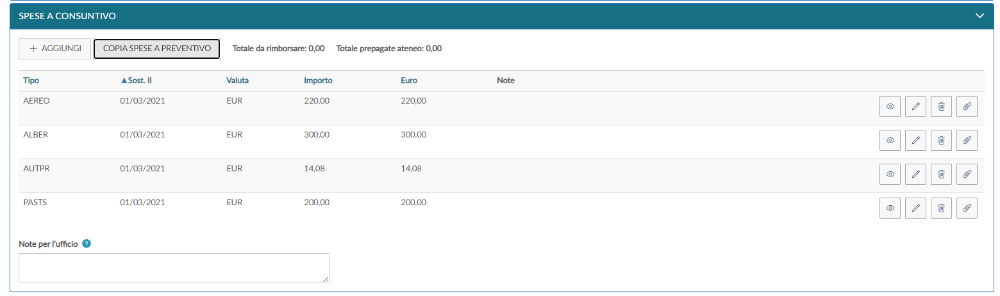 SPESE A CONSUNTIVO
AGGIUNGI COPIA SPESE A PREVENTIVO Totale da rimborsare: 0,00 Totale prepagate ateneo: 0,00
Tipo Sost. Il Valuta Importo Euro Note
AEREO 01/03/2021 EUR 220,00 220,00
ALBER 01/03/2021 EUR 300,00 300,00
AUTPR 01/03/2021 EUR 14,08 14,08
PASTS 01/03/2021 EUR 200,00 200,00
Note per l'ufficio ?